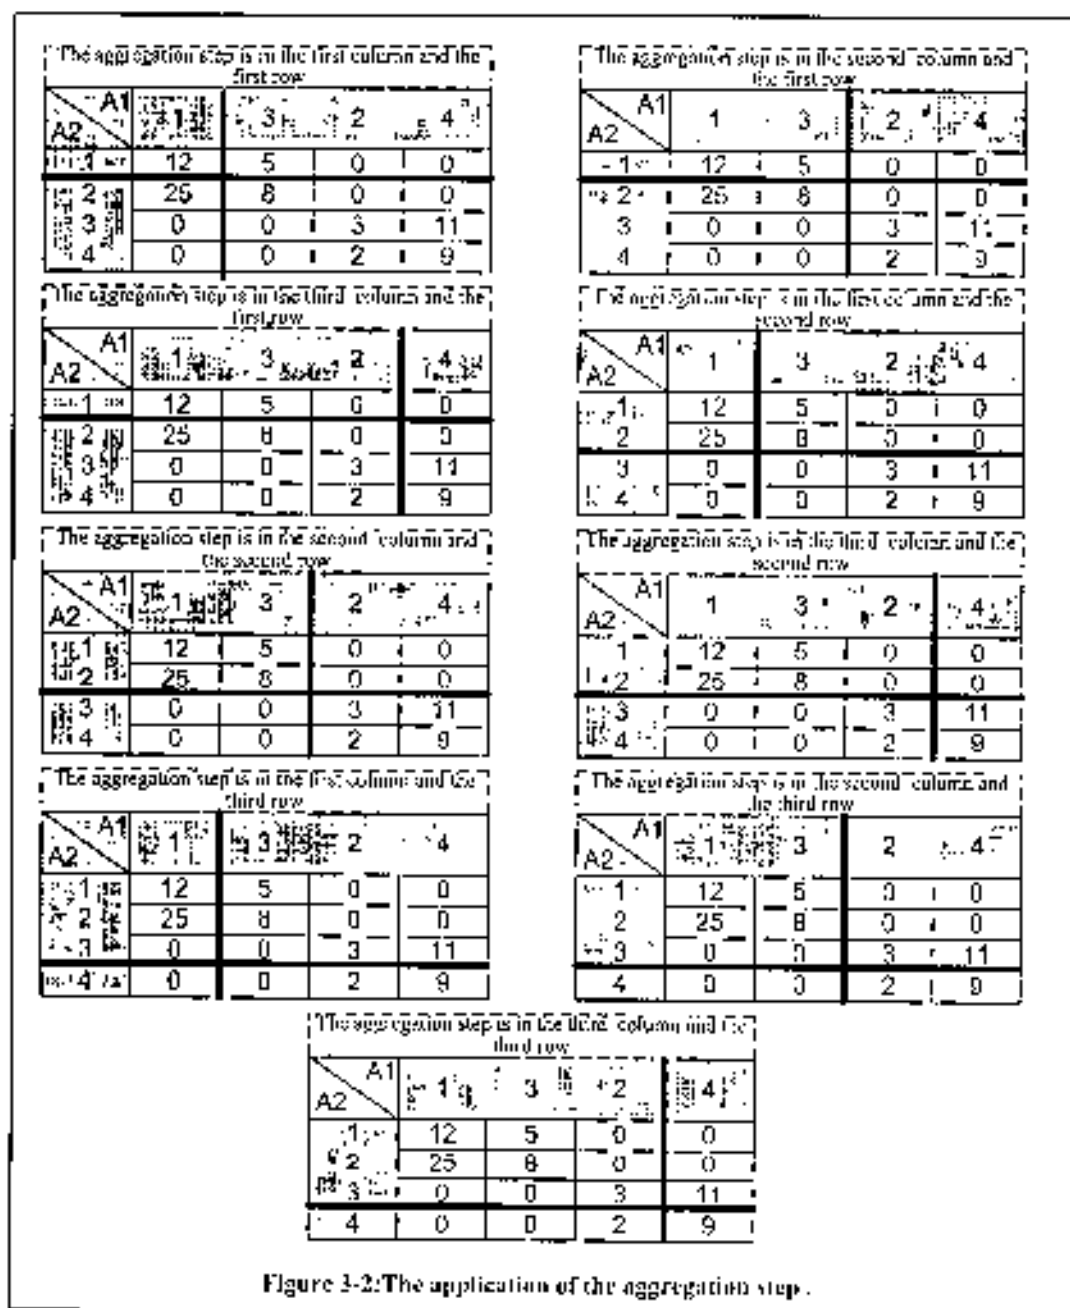 The aggregation step is in the first column and the
first row
A1
A2 1 3 2 4
1 12 5 0 0
2 25 8 0 0
3 0 0 3 11
4 0 0 2 9
The aggregation step is in the second column and
the first row
A1
A2 1 3 2 4
1 12 5 0 0
2 25 8 0 0
3 0 0 3 11
4 0 0 2 9
The aggregation step is in the third column and the
first row
A1
A2 1 3 2 4
1 12 5 0 0
2 25 8 0 0
3 0 0 3 11
4 0 0 2 9
The aggregation step is in the first column and the
second row
A1
A2 1 3 2 4
1 12 5 0 0
2 25 8 0 0
3 0 0 3 11
4 0 0 2 9
The aggregation step is in the second column and
the second row
A1
A2 1 3 2 4
1 12 5 0 0
2 25 8 0 0
3 0 0 3 11
4 0 0 2 9
The aggregation step is in the third column and the
second row
A1
A2 1 3 2 4
1 12 5 0 0
2 25 8 0 0
3 0 0 3 11
4 0 0 2 9
The aggregation step is in the first column and the
third row
A1
A2 1 3 2 4
1 12 5 0 0
2 25 8 0 0
3 0 0 3 11
4 0 0 2 9
The aggregation step is in the second column and
the third row
A1
A2 1 3 2 4
1 12 5 0 0
2 25 8 0 0
3 0 0 3 11
4 0 0 2 9
The aggregation step is in the third column and the
third row
A1
A2 1 3 2 4
1 12 5 0 0
2 25 8 0 0
3 0 0 3 11
4 0 0 2 9
Figure 3-2:The application of the aggregation step .